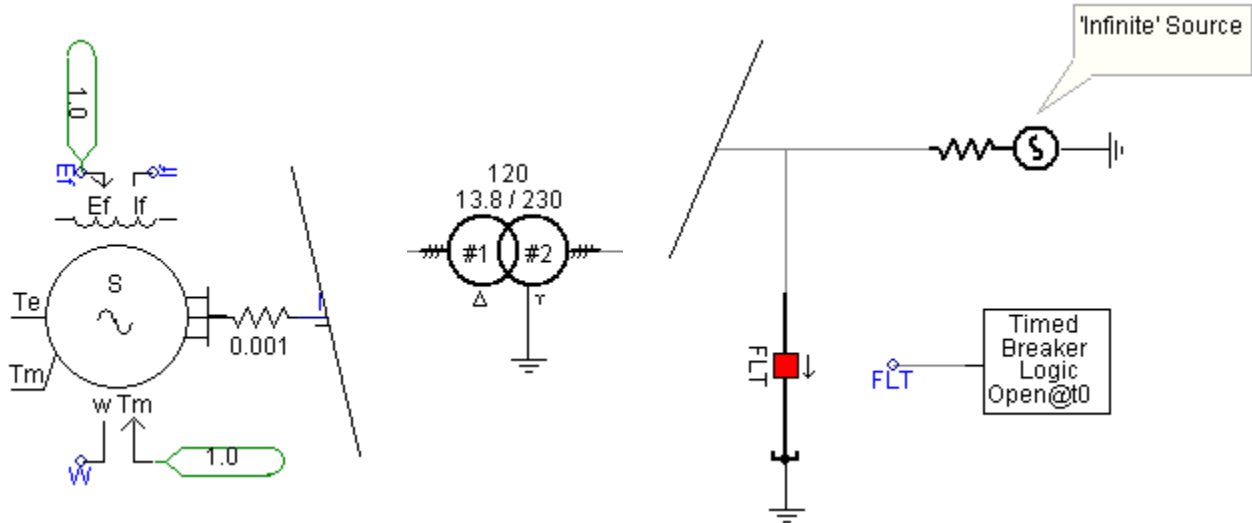 'Infinite' Source
1.0
Ef
If
Ef If
120
13.8 / 230
#1 #2
S
Te
I
0.001
Tm
w Tm
W
1.0
FLT
FLT
Timed
Breaker
Logic
Open@t0